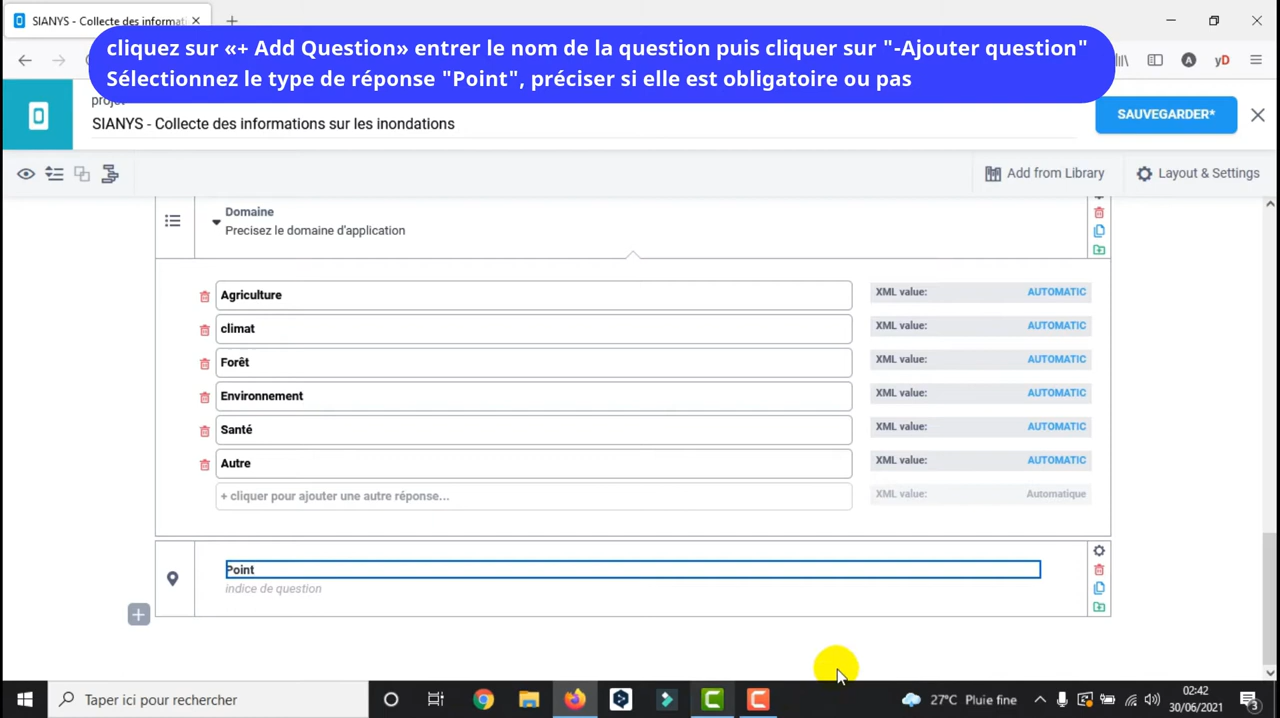 SIANYS - Collecte des informati
cliquez sur «+ Add Question» entrer le nom de la question puis cliquer sur "-Ajouter question"
Sélectionnez le type de réponse "Point", préciser si elle est obligatoire ou pas
yD
projet
SIANYS - Collecte des informations sur les inondations
SAUVEGARDER*
Add from Library
Layout & Settings
Domaine
Precisez le domaine d'application
Agriculture
XML value: AUTOMATIC
climat
XML value: AUTOMATIC
Forêt
XML value: AUTOMATIC
Environnement
XML value: AUTOMATIC
Santé
XML value: AUTOMATIC
Autre
XML value: AUTOMATIC
+ cliquer pour ajouter une autre réponse...
XML value: Automatique
Point
indice de question
Taper ici pour rechercher
27°C Pluie fine
02:42
30/06/2021
3